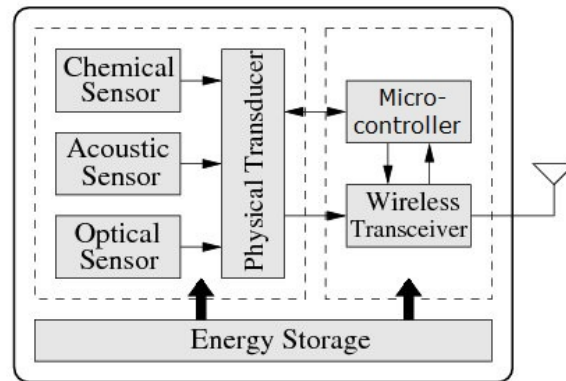 Chemical
Sensor
Acoustic
Sensor
Optical
Sensor
Physical Transducer
Micro-
controller
Wireless
Transceiver
Energy Storage